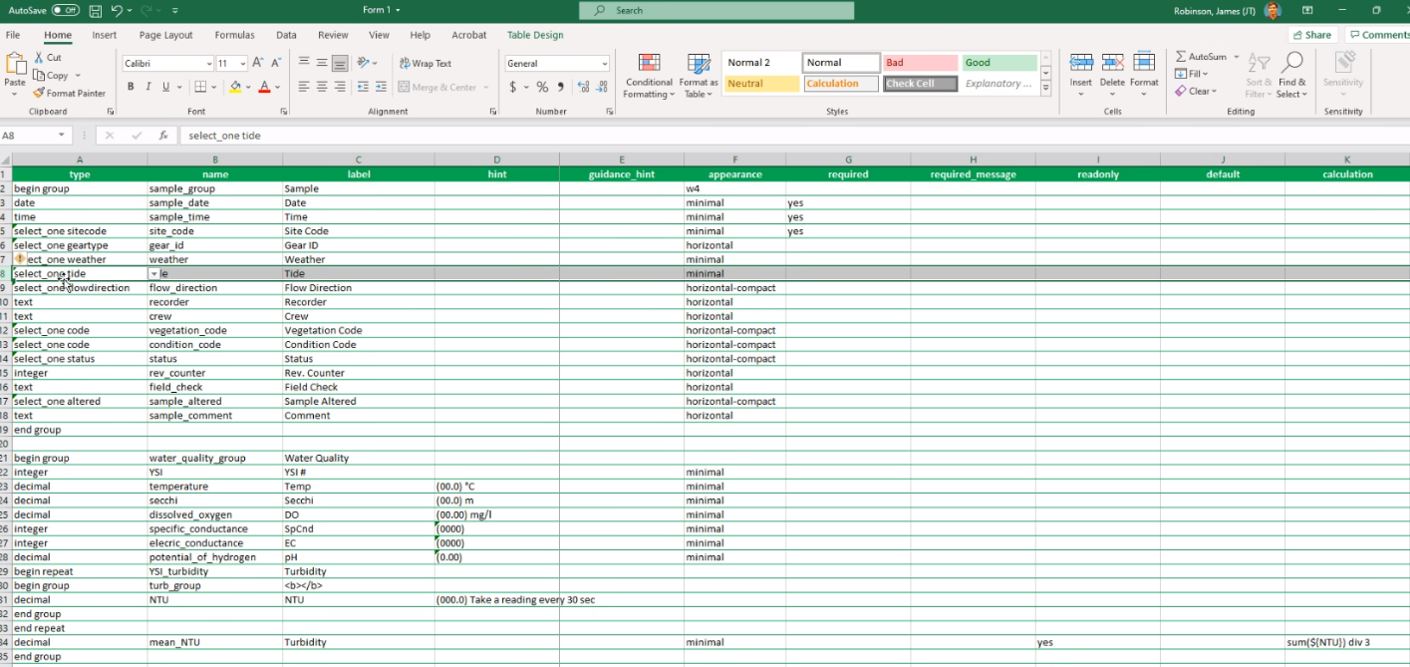 AutoSave Off Form 1 Search Robinson, James (JT)
File Home Insert Page Layout Formulas Data Review View Help Acrobat Table Design Share Comments
Cut
Copy
Format Painter
Paste
Calibri 11
B I U
Wrap Text
Merge & Center
General
$ % 9
Conditional Formatting
Format as Table
Normal 2 Normal Bad Good
Neutral Calculation Check Cell Explanatory ...
Insert Delete Format
AutoSum
Fill
Clear
Sort & Filter
Find & Select
Sensitivity
Clipboard Font Alignment Number Styles Cells Editing Sensitivity
A8 fx select_one tide
A B C D E F G H I J K
1 type name label hint guidance_hint appearance required required_message readonly default calculation
2 begin group sample_group Sample w4
3 date sample_date Date minimal yes
4 time sample_time Time minimal yes
5 select_one sitecode site_code Site Code minimal yes
6 select_one geartype gear_id Gear ID horizontal
7 ect_one weather weather Weather minimal
8 select_one tide e Tide minimal
9 select_one flowdirection flow_direction Flow Direction horizontal-compact
10 text recorder Recorder horizontal
11 text crew Crew horizontal
12 select_one code vegetation_code Vegetation Code horizontal-compact
13 select_one code condition_code Condition Code horizontal-compact
14 select_one status status Status horizontal-compact
15 integer rev_counter Rev. Counter horizontal
16 text field_check Field Check horizontal
17 select_one altered sample_altered Sample Altered horizontal-compact
18 text sample_comment Comment horizontal
19 end group
20
21 begin group water_quality_group Water Quality
22 integer YSI YSI # minimal
23 decimal temperature Temp (00.0) °C minimal
24 decimal secchi Secchi (00.0) m minimal
25 decimal dissolved_oxygen DO (00.00) mg/l minimal
26 integer specific_conductance SpCnd (0000) minimal
27 integer elecric_conductance EC (0000) minimal
28 decimal potential_of_hydrogen pH (0.00) minimal
29 begin repeat YSI_turbidity Turbidity
30 begin group turb_group <b></b>
31 decimal NTU NTU (000.0) Take a reading every 30 sec
32 end group
33 end repeat
34 decimal mean_NTU Turbidity minimal yes sum(${NTU}) div 3
35 end group